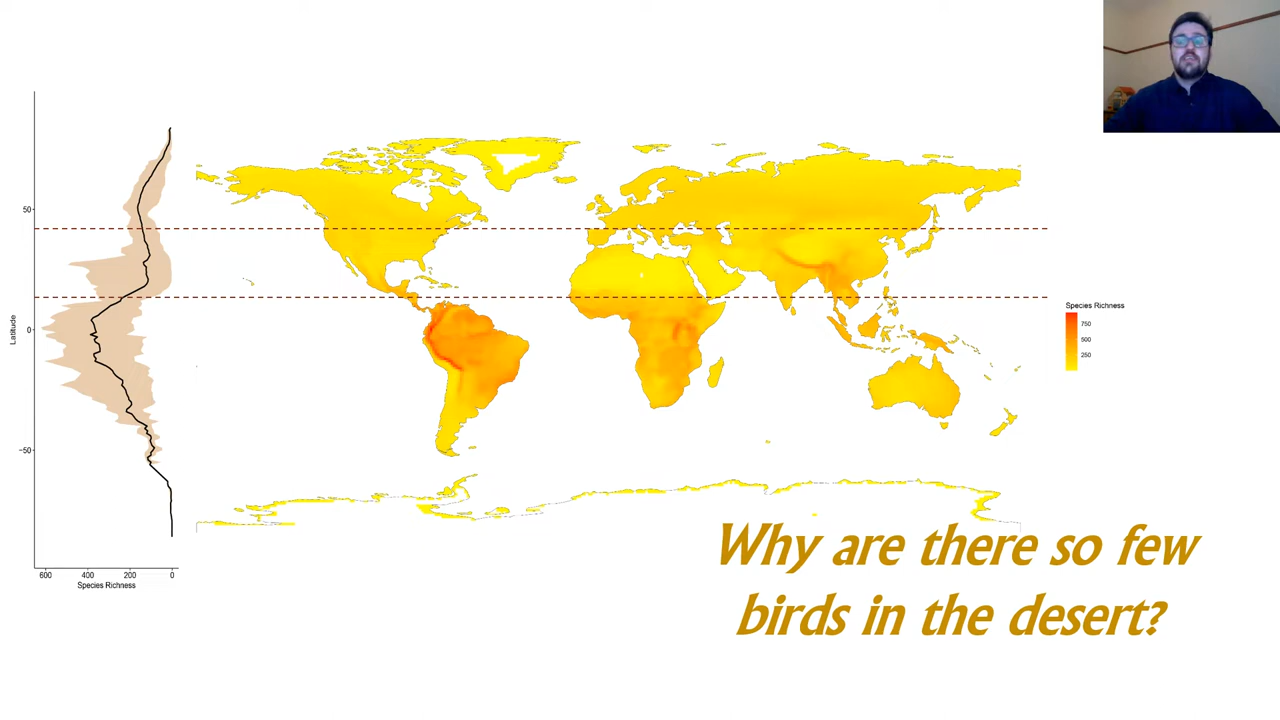 50
0
−50
Latitude
600 400 200 0
Species Richness
Species Richness
750
500
250
Why are there so few
birds in the desert?